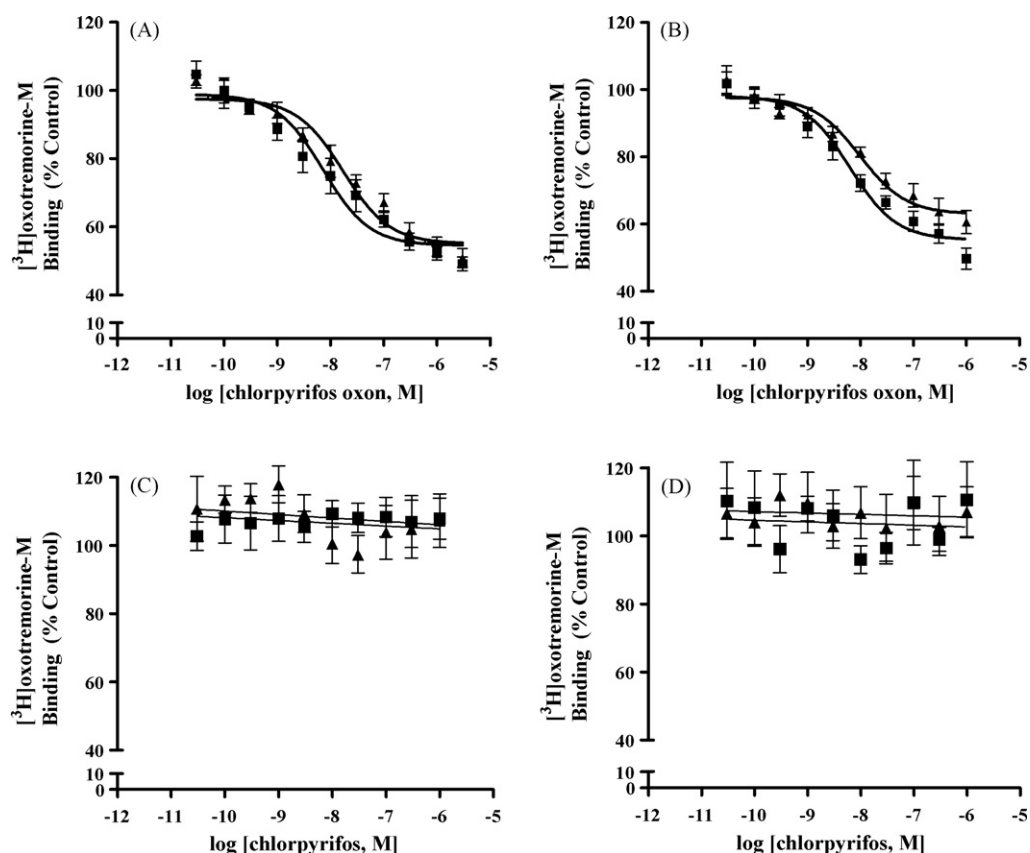 (A)
[³H]oxotremorine-M
Binding (% Control)
120
100
80
60
40
10
0
-12 -11 -10 -9 -8 -7 -6 -5
log [chlorpyrifos oxon, M]
(B)
[³H]oxotremorine-M
Binding (% Control)
120
100
80
60
40
10
0
-12 -11 -10 -9 -8 -7 -6 -5
log [chlorpyrifos oxon, M]
(C)
[³H]oxotremorine-M
Binding (% Control)
120
100
80
60
40
10
0
-12 -11 -10 -9 -8 -7 -6 -5
log [chlorpyrifos, M]
(D)
[³H]oxotremorine-M
Binding (% Control)
120
100
80
60
40
10
0
-12 -11 -10 -9 -8 -7 -6 -5
log [chlorpyrifos, M]